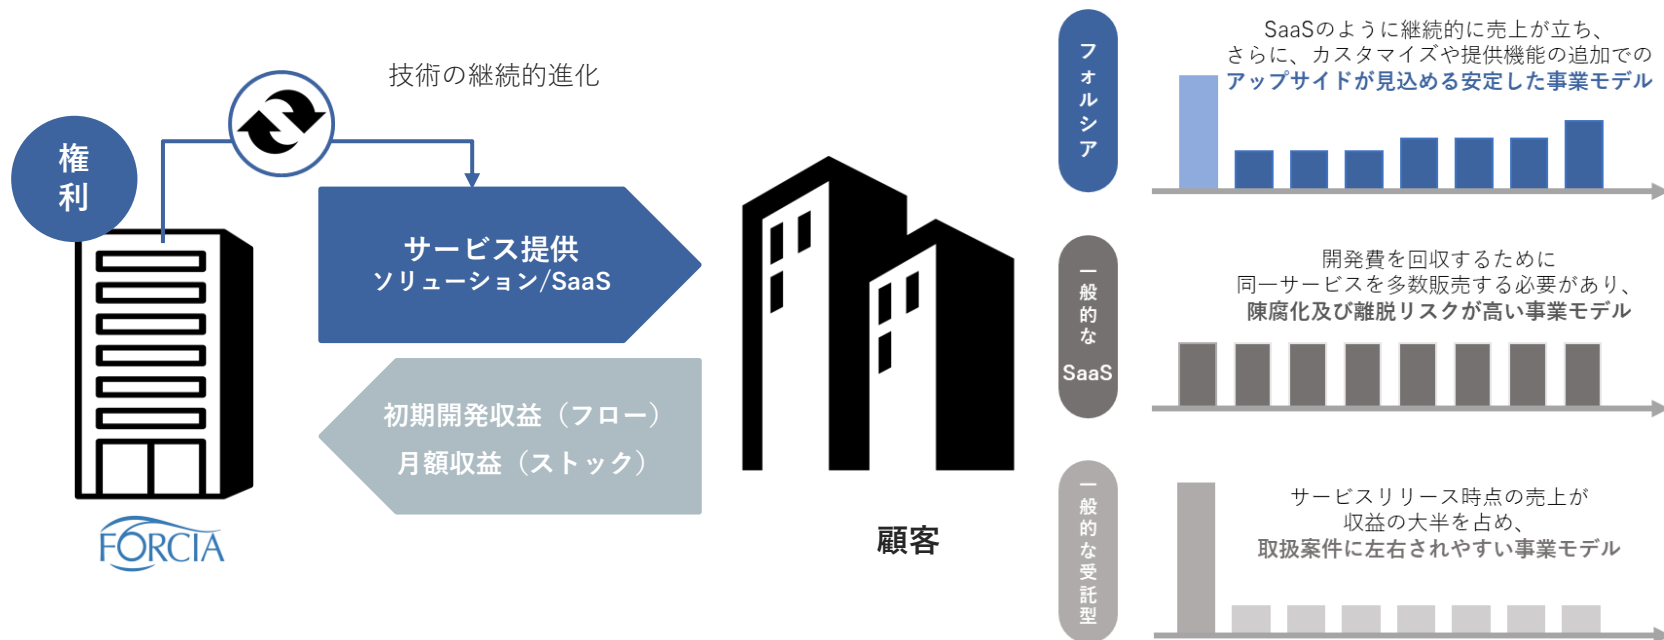 技術の継続的進化
権利
サービス提供
ソリューション/SaaS
初期開発収益（フロー）
月額収益（ストック）
FORCIA
顧客
フォルシア
SaaSのように継続的に売上が立ち、
さらに、カスタマイズや提供機能の追加での
アップサイドが見込める安定した事業モデル
一般的な
SaaS
開発費を回収するために
同一サービスを多数販売する必要があり、
陳腐化及び離脱リスクが高い事業モデル
一般的な受託型
サービスリリース時点の売上が
収益の大半を占め、
取扱案件に左右されやすい事業モデル